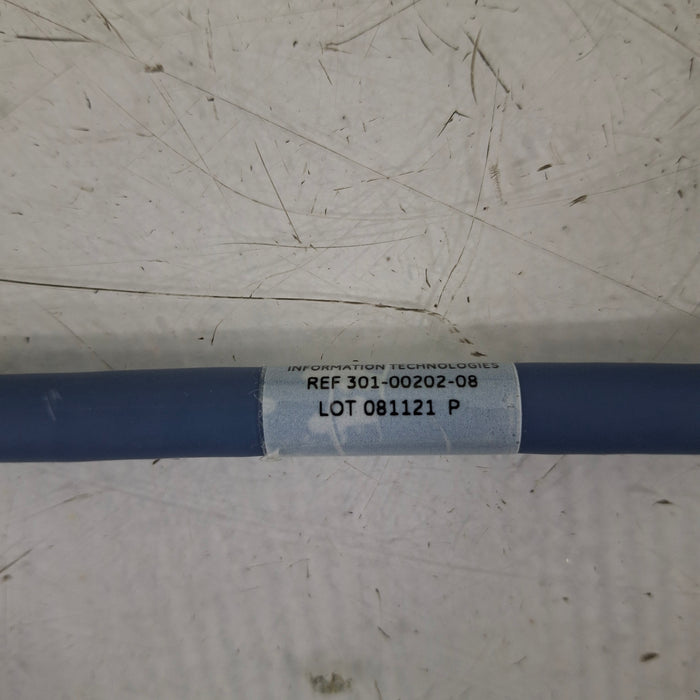 INFORMATION TECHNOLOGIES
REF 301-00202-08
LOT 081121 P